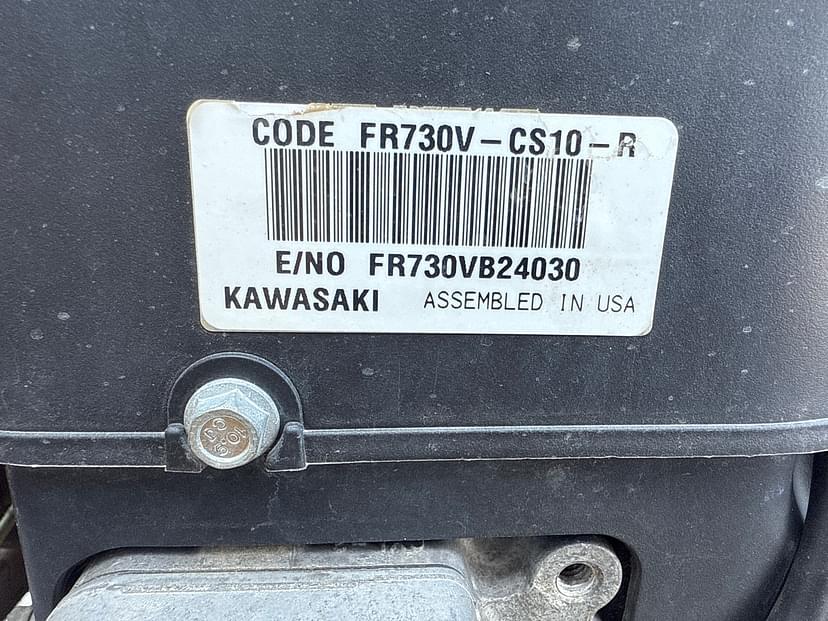 CODE FR730V-CS10-R
E/NO FR730VB24030
KAWASAKI ASSEMBLED IN USA